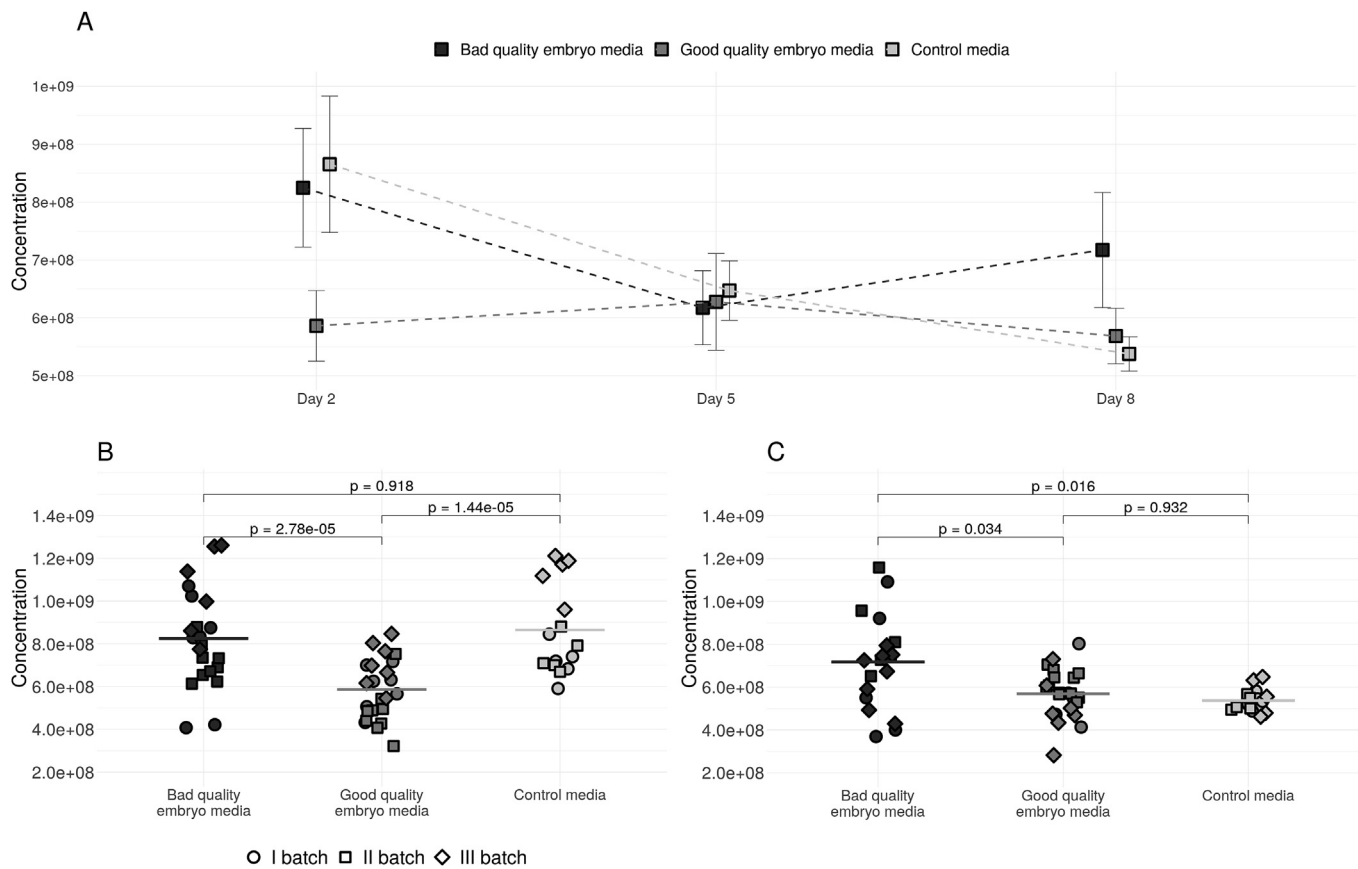 A
Bad quality embryo media Good quality embryo media Control media
Concentration
1e+09
9e+08
8e+08
7e+08
6e+08
5e+08
Day 2 Day 5 Day 8
B
Concentration
1.4e+09
1.2e+09
1.0e+09
8.0e+08
6.0e+08
4.0e+08
2.0e+08
p = 0.918
p = 1.44e-05
p = 2.78e-05
Bad quality
embryo media
Good quality
embryo media
Control media
I batch II batch III batch
C
Concentration
1.4e+09
1.2e+09
1.0e+09
8.0e+08
6.0e+08
4.0e+08
2.0e+08
p = 0.016
p = 0.932
p = 0.034
Bad quality
embryo media
Good quality
embryo media
Control media